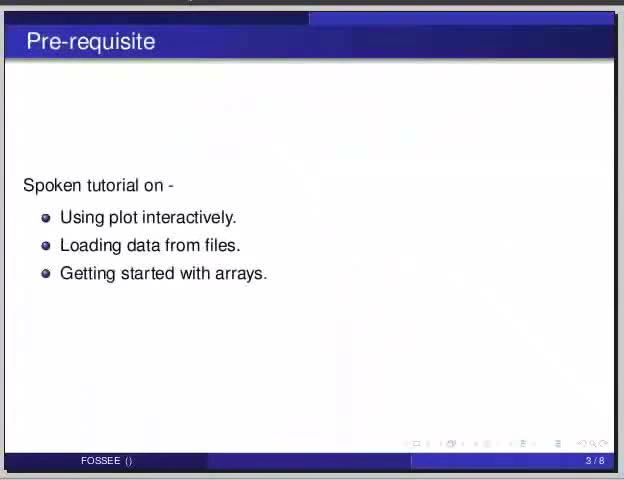 Pre-requisite
Spoken tutorial on -
Using plot interactively.
Loading data from files.
Getting started with arrays.
FOSSEE ()
3 / 8